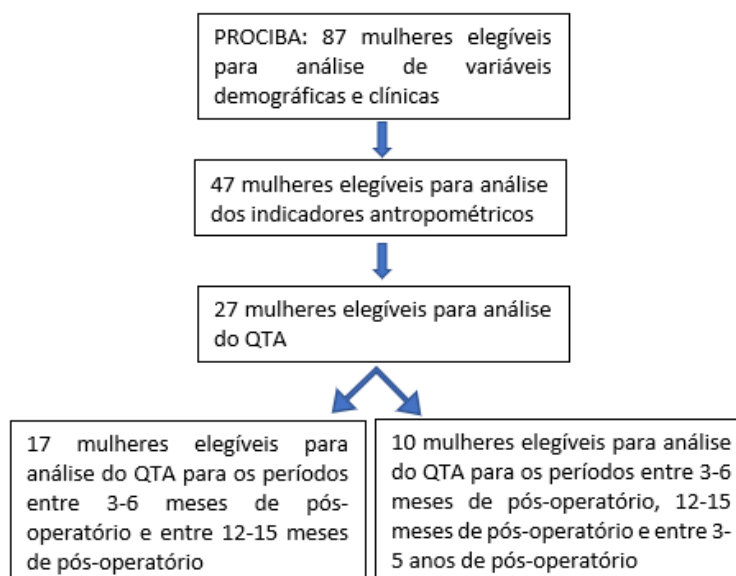 PROCIBA: 87 mulheres elegíveis
para análise de variáveis
demográficas e clínicas
47 mulheres elegíveis para análise
dos indicadores antropométricos
27 mulheres elegíveis para análise
do QTA
17 mulheres elegíveis para
análise do QTA para os períodos
entre 3-6 meses de pós-
operatório e entre 12-15 meses
de pós-operatório
10 mulheres elegíveis para análise
do QTA para os períodos entre 3-6
meses de pós-operatório, 12-15
meses de pós-operatório e entre 3-
5 anos de pós-operatório